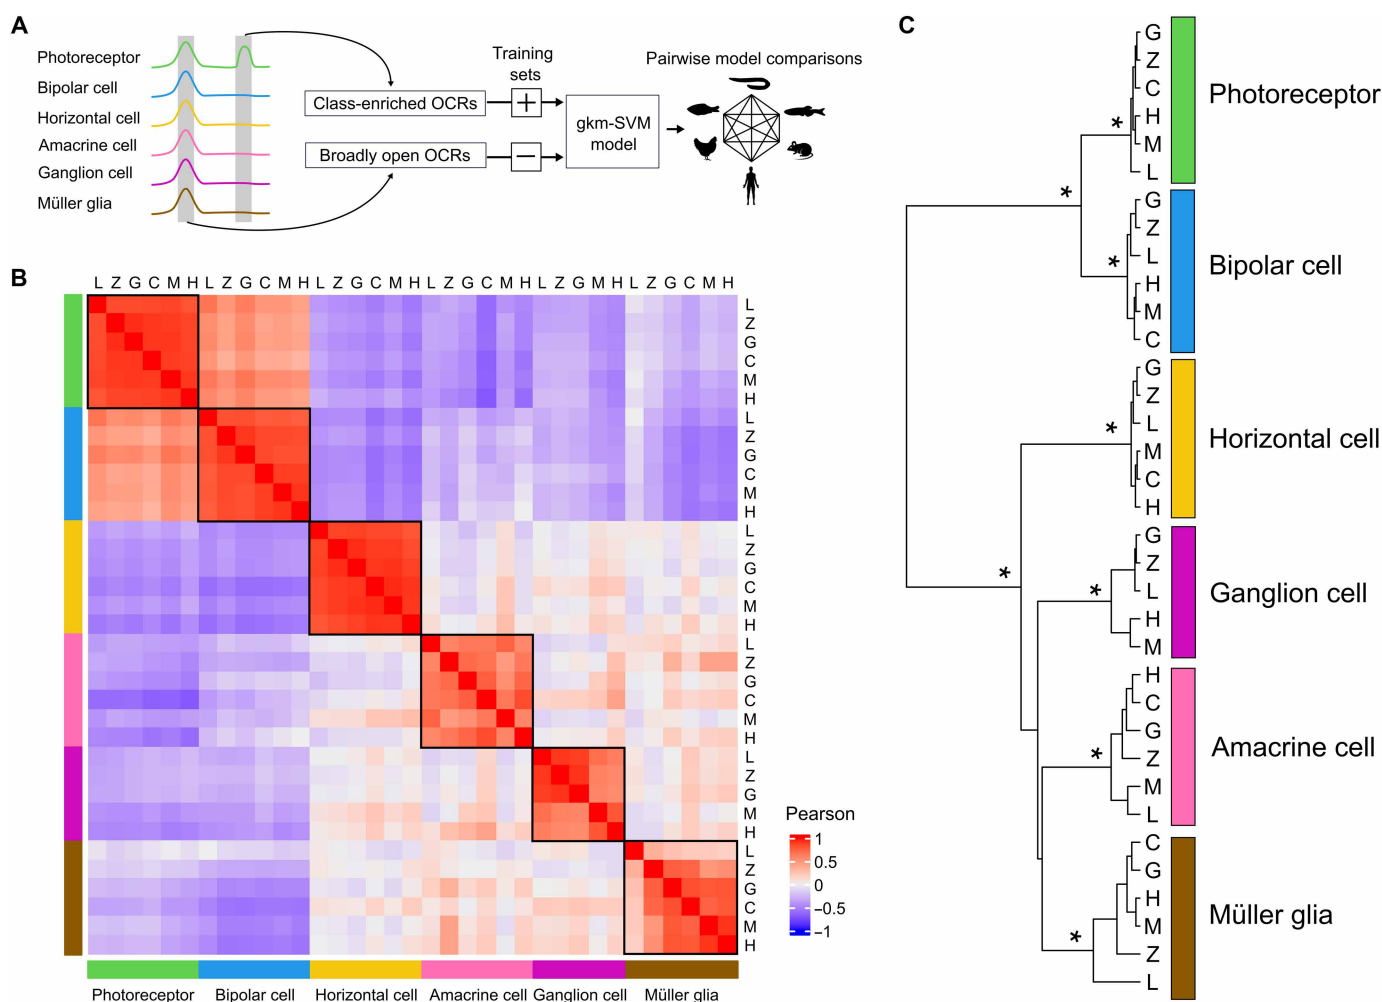 A
Photoreceptor
Bipolar cell
Horizontal cell
Amacrine cell
Ganglion cell
Müller glia
Class-enriched OCRs
Broadly open OCRs
Training
sets
+
−
gkm-SVM
model
Pairwise model comparisons
B
L Z G C M H L Z G C M H L Z G C M H L Z G C M H L Z G M H L Z G C M H
L
Z
G
C
M
H
L
Z
G
C
M
H
L
Z
G
C
M
H
L
Z
G
C
M
H
L
Z
G
M
H
L
Z
G
C
M
H
Photoreceptor Bipolar cell Horizontal cell Amacrine cell Ganglion cell Müller glia
Pearson
1
0.5
0
−0.5
−1
C
G
Z
C
H
M
L
Photoreceptor
G
Z
L
H
M
C
Bipolar cell
G
Z
L
M
C
H
Horizontal cell
G
Z
L
H
M
Ganglion cell
H
C
G
Z
M
L
Amacrine cell
C
G
H
M
Z
L
Müller glia